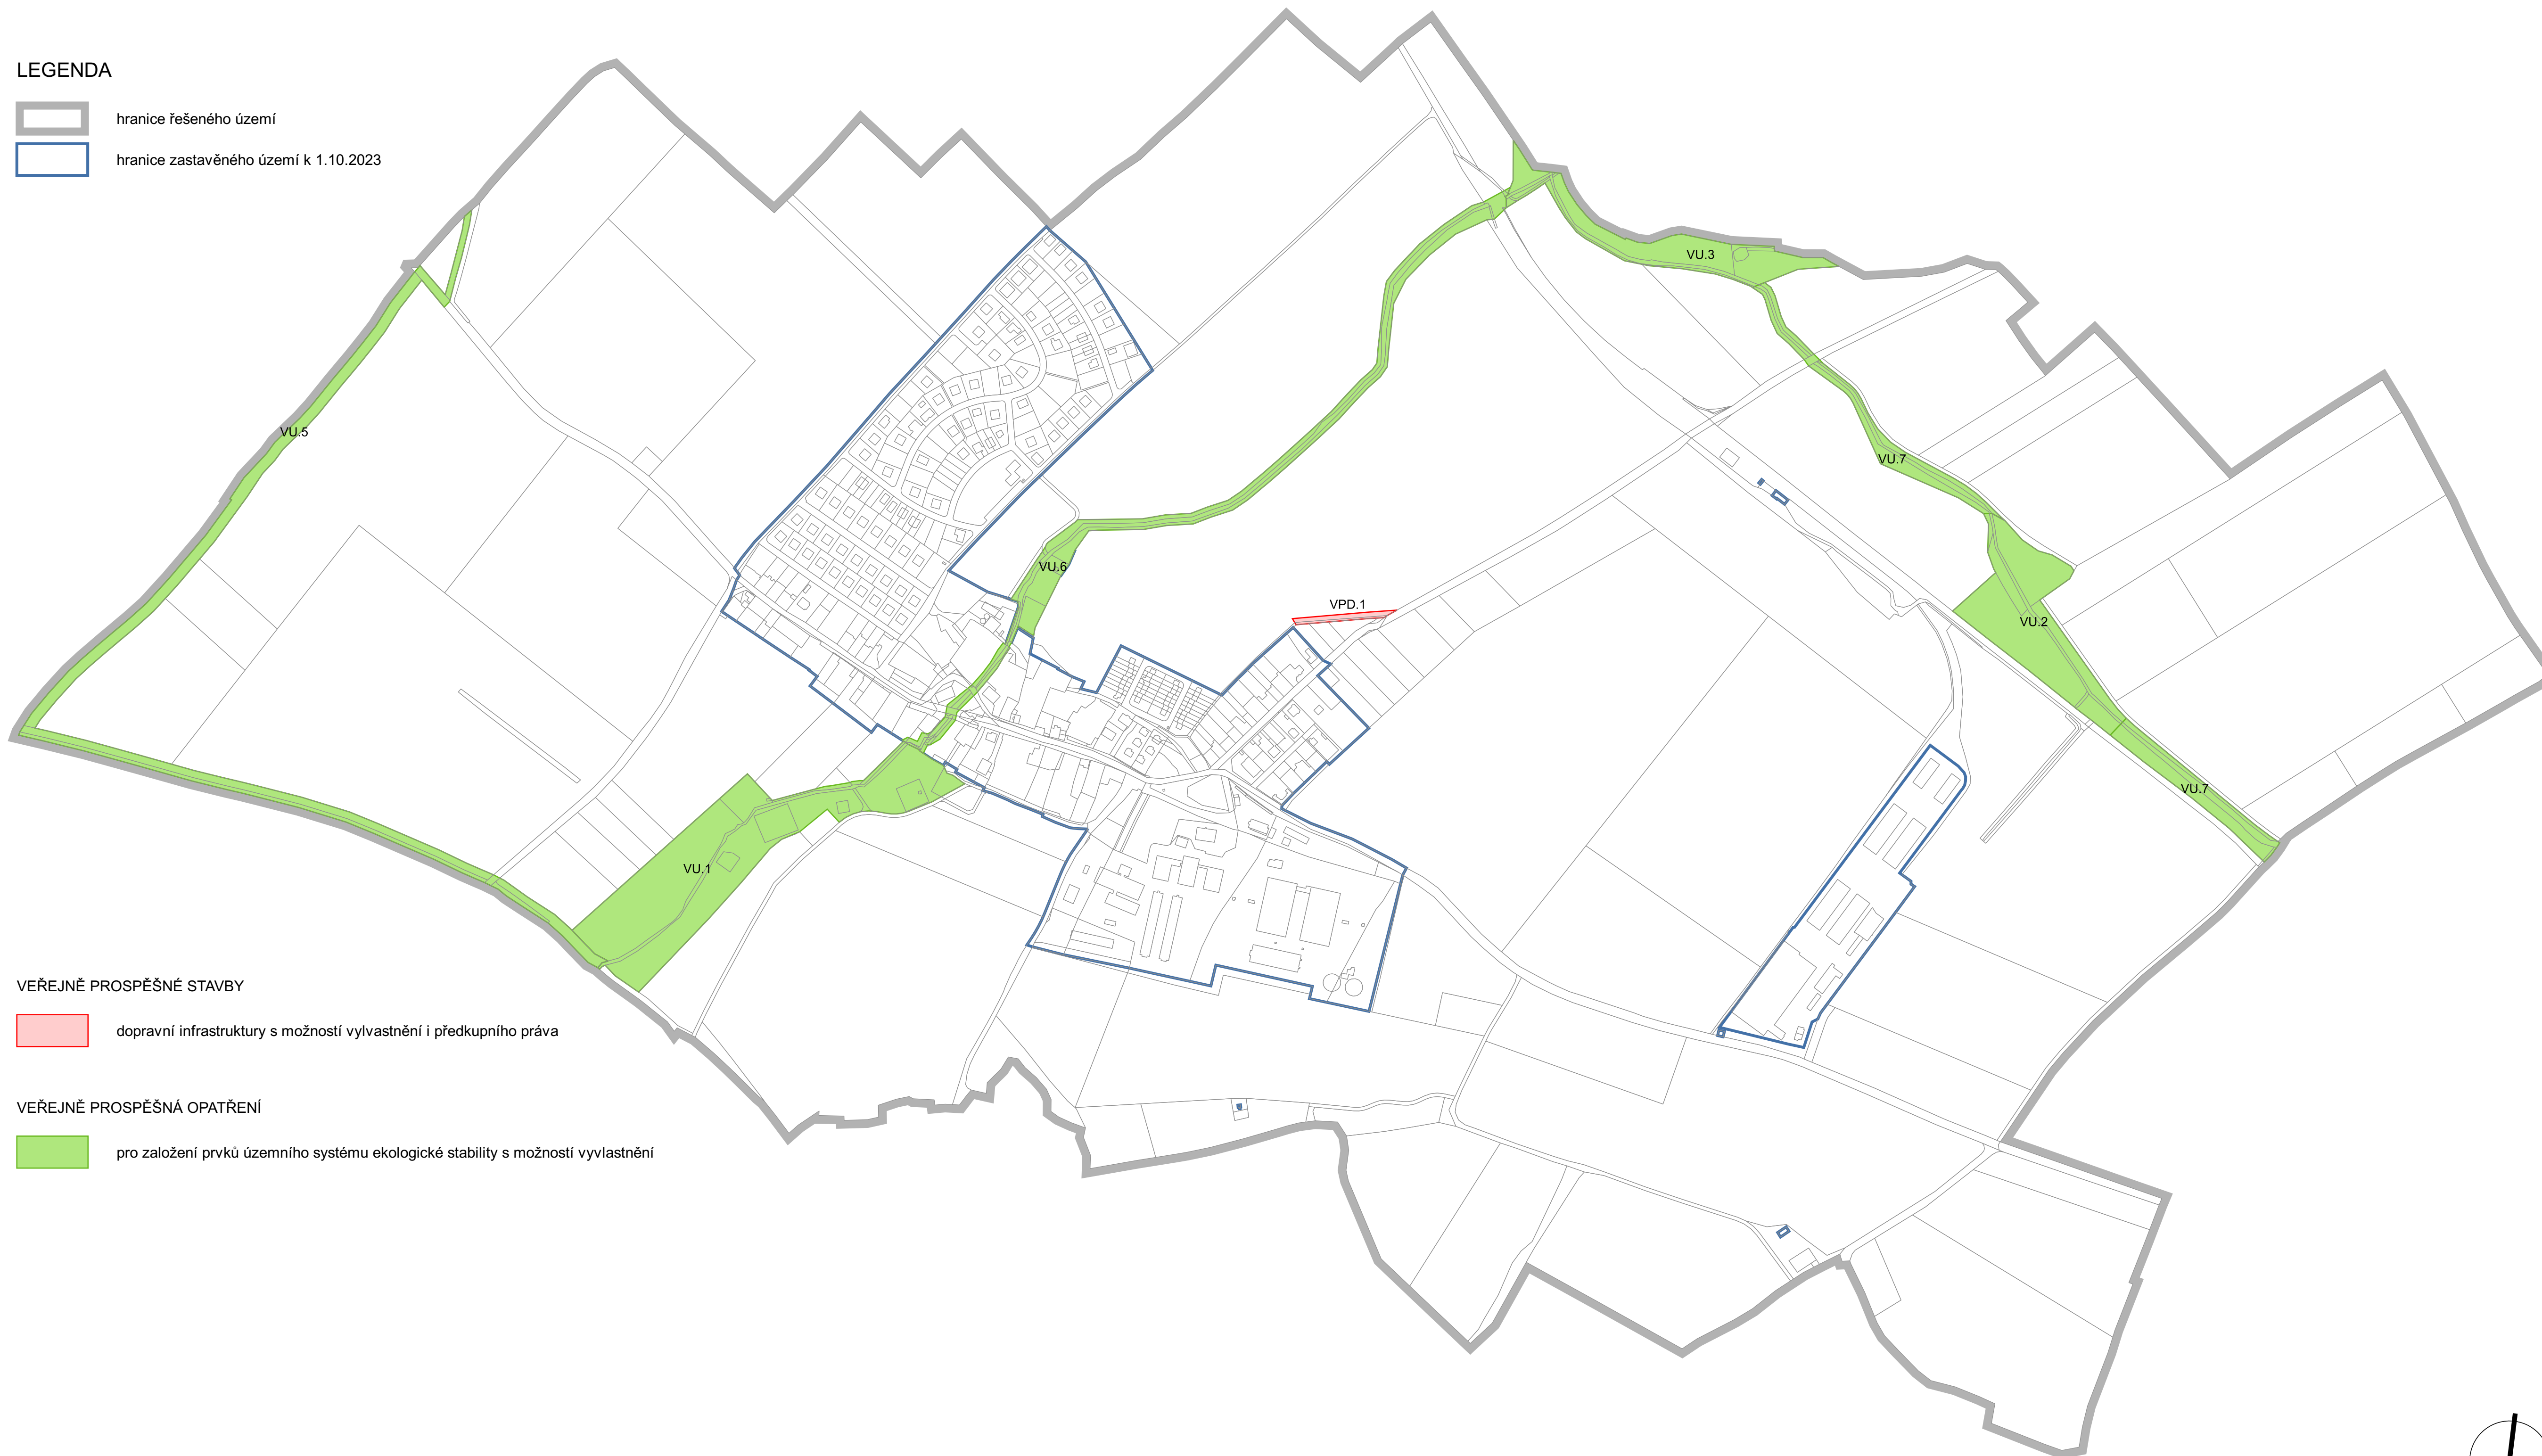 LEGENDA
hranice řešeného území
hranice zastavěného území k 1.10.2023
VU.3
VU.5
VU.7
VU.6
VPD.1
VU.2
VU.7
VU.1
VEŘEJNĚ PROSPĚŠNÉ STAVBY
dopravní infrastruktury s možností vylvastnění i předkupního práva
VEŘEJNĚ PROSPĚŠNÁ OPATŘENÍ
pro založení prvků územního systému ekologické stability s možností vyvlastnění